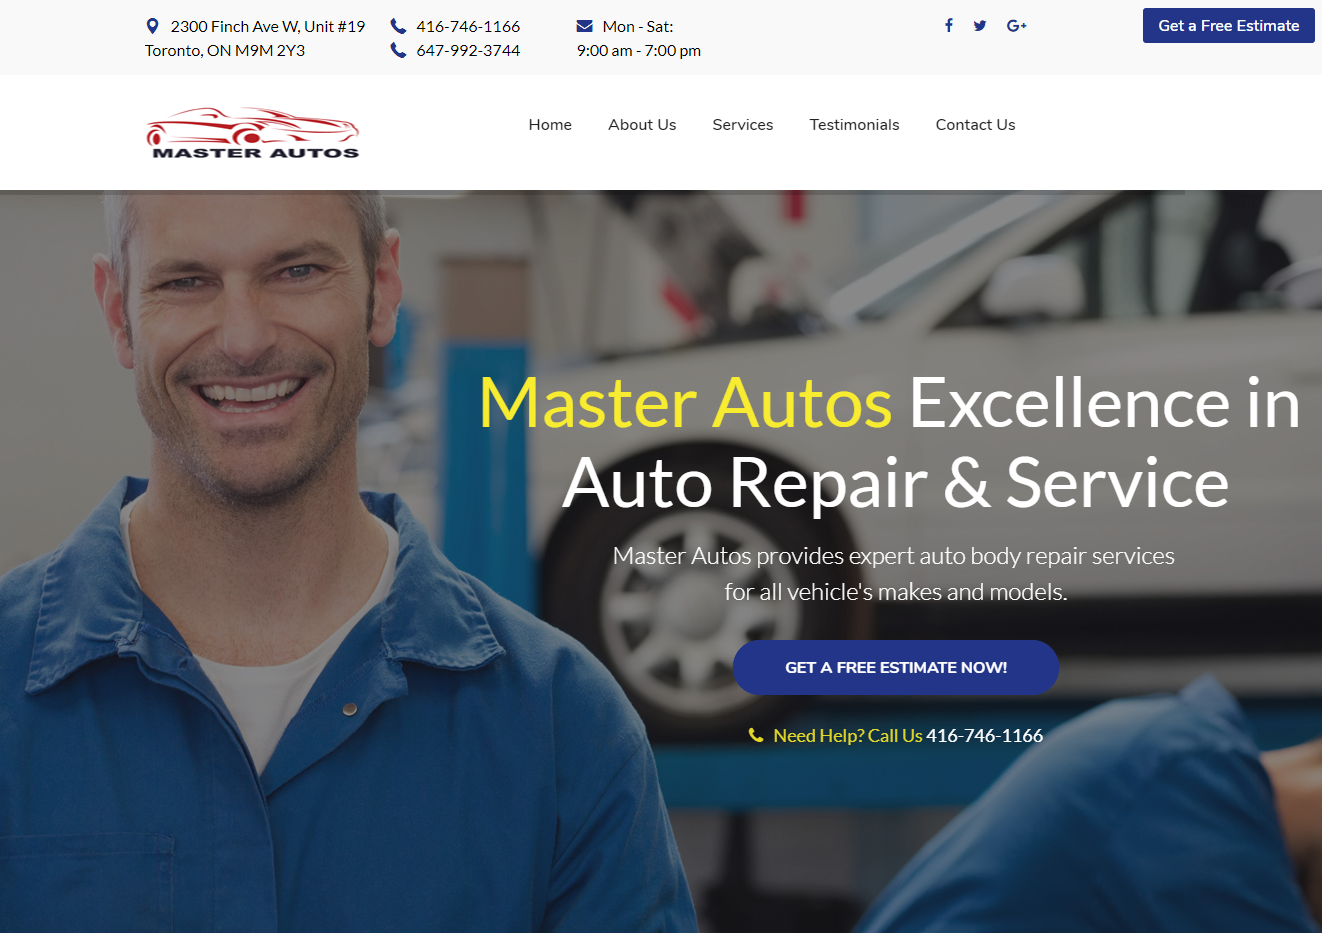 2300 Finch Ave W, Unit #19
Toronto, ON M9M 2Y3
416-746-1166
647-992-3744
Mon - Sat:
9:00 am - 7:00 pm
Get a Free Estimate
MASTER AUTOS
Home
About Us
Services
Testimonials
Contact Us
Master Autos Excellence in
Auto Repair & Service
Master Autos provides expert auto body repair services
for all vehicle's makes and models.
GET A FREE ESTIMATE NOW!
Need Help? Call Us 416-746-1166